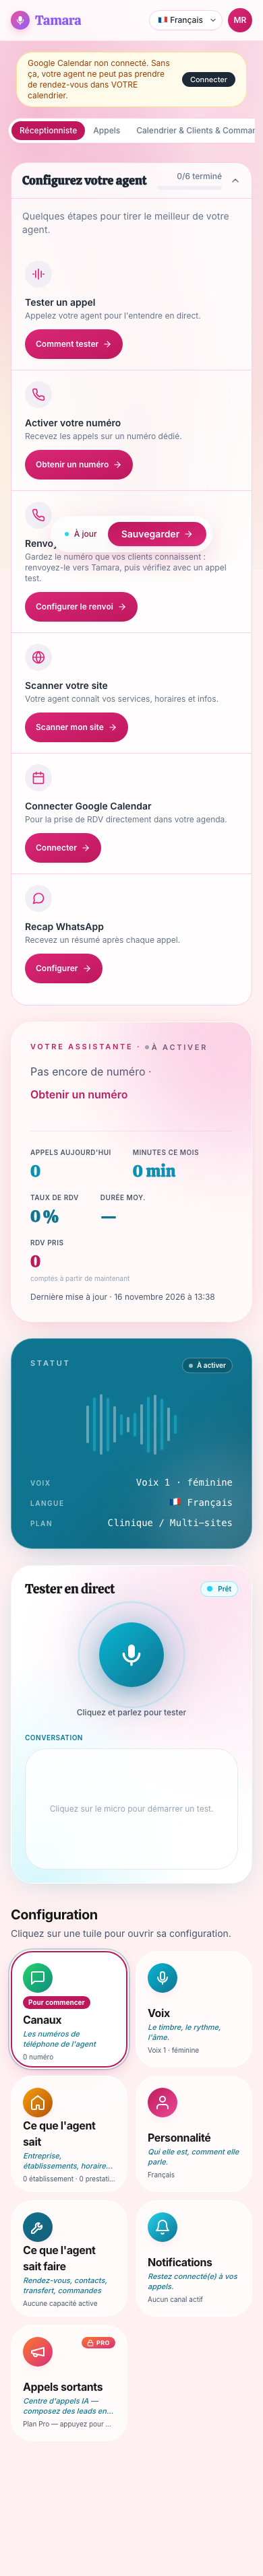 Tamara
Français
MR
Google Calendar non connecté. Sans
ça, votre agent ne peut pas prendre
de rendez-vous dans VOTRE
calendrier.
Connecter
Réceptionniste
Appels
Calendrier & Clients & Comman
Configurez votre agent
0/6 terminé
Quelques étapes pour tirer le meilleur de votre
agent.
Tester un appel
Appelez votre agent pour l'entendre en direct.
Comment tester →
Activer votre numéro
Recevez les appels sur un numéro dédié.
Obtenir un numéro →
À jour
Sauvegarder →
Gardez le numéro que vos clients connaissent :
renvoyez-le vers Tamara, puis vérifiez avec un appel
test.
Configurer le renvoi →
Scanner votre site
Votre agent connaît vos services, horaires et infos.
Scanner mon site →
Connecter Google Calendar
Pour la prise de RDV directement dans votre agenda.
Connecter →
Recap WhatsApp
Recevez un résumé après chaque appel.
Configurer →
VOTRE ASSISTANTE · À ACTIVER
Pas encore de numéro ·
Obtenir un numéro
APPELS AUJOURD'HUI
MINUTES CE MOIS
0
0 min
TAUX DE RDV
DURÉE MOY.
0 %
—
RDV PRIS
0
comptés à partir de maintenant
Dernière mise à jour · 16 novembre 2026 à 13:38
STATUT
À activer
VOIX
Voix 1 · féminine
LANGUE
Français
PLAN
Clinique / Multi-sites
Tester en direct
Prêt
Cliquez et parlez pour tester
CONVERSATION
Cliquez sur le micro pour démarrer un test.
Configuration
Cliquez sur une tuile pour ouvrir sa configuration.
Pour commencer
Canaux
Les numéros de
téléphone de l'agent
0 numéro
Voix
Le timbre, le rythme,
l'âme.
Voix 1 · féminine
Ce que l'agent
sait
Entreprise,
établissements, horaire...
0 établissement · 0 prestati...
Personnalité
Qui elle est, comment elle
parle.
Français
Ce que l'agent
sait faire
Rendez-vous, contacts,
transfert, commandes
Aucune capacité active
Notifications
Restez connecté(e) à vos
appels.
Aucun canal actif
PRO
Appels sortants
Centre d'appels IA —
composez des leads en...
Plan Pro — appuyez pour ...